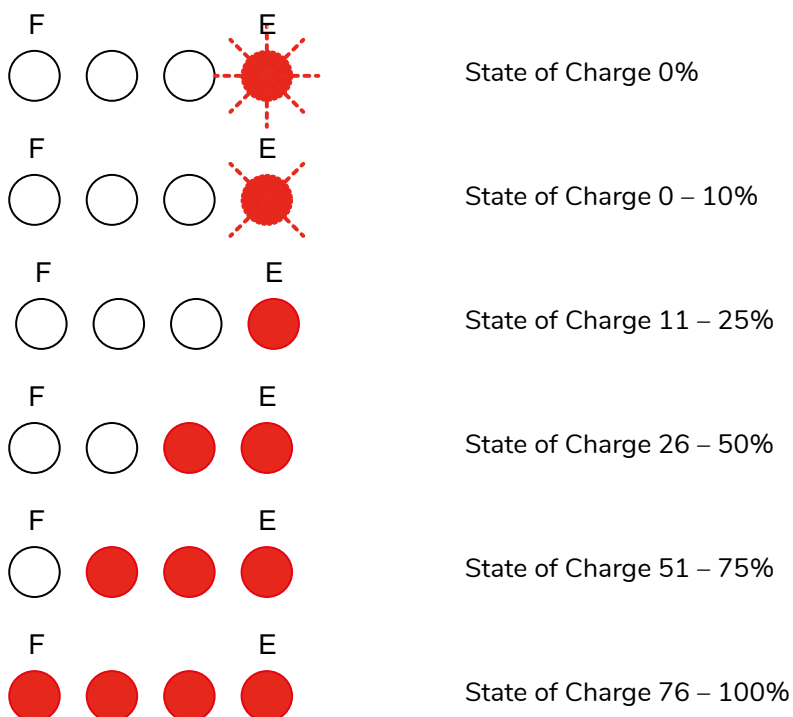 F E
State of Charge 0%
F E
State of Charge 0 – 10%
F E
State of Charge 11 – 25%
F E
State of Charge 26 – 50%
F E
State of Charge 51 – 75%
F E
State of Charge 76 – 100%